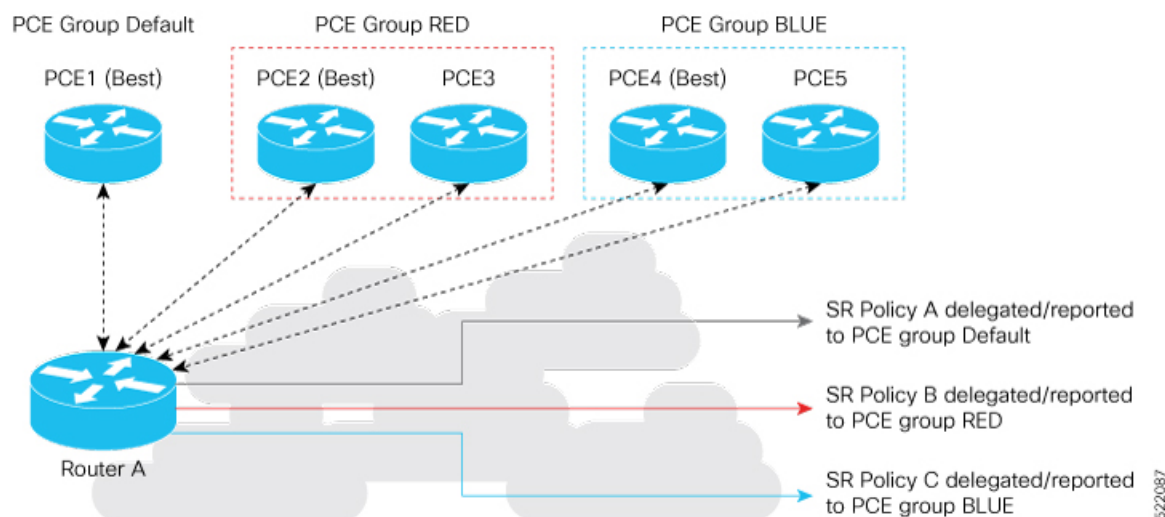 PCE Group Default
PCE Group RED
PCE Group BLUE
PCE1 (Best)
PCE2 (Best)
PCE3
PCE4 (Best)
PCE5
SR Policy A delegated/reported
to PCE group Default
SR Policy B delegated/reported
to PCE group RED
Router A
SR Policy C delegated/reported
to PCE group BLUE
522087